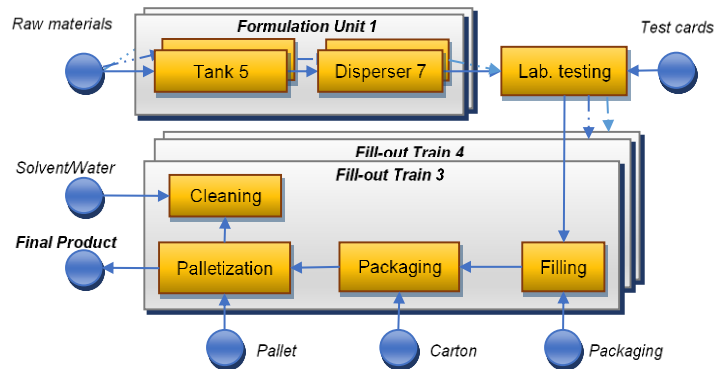 Formulation Unit 1
Raw materials
Test cards
Tank 5
Disperser 7
Lab. testing
Fill-out Train 4
Fill-out Train 3
Solvent/Water
Cleaning
Final Product
Palletization
Packaging
Filling
Pallet
Carton
Packaging